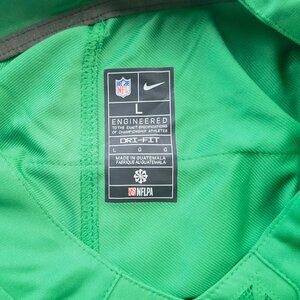 NFL
L
ENGINEERED
TO THE EXACT SPECIFICATIONS
OF CHAMPIONSHIP ATHLETES
DRI-FIT
L G G
MADE IN GUATEMALA
FABRIQUÉ AU GUATEMALA
NFLPA